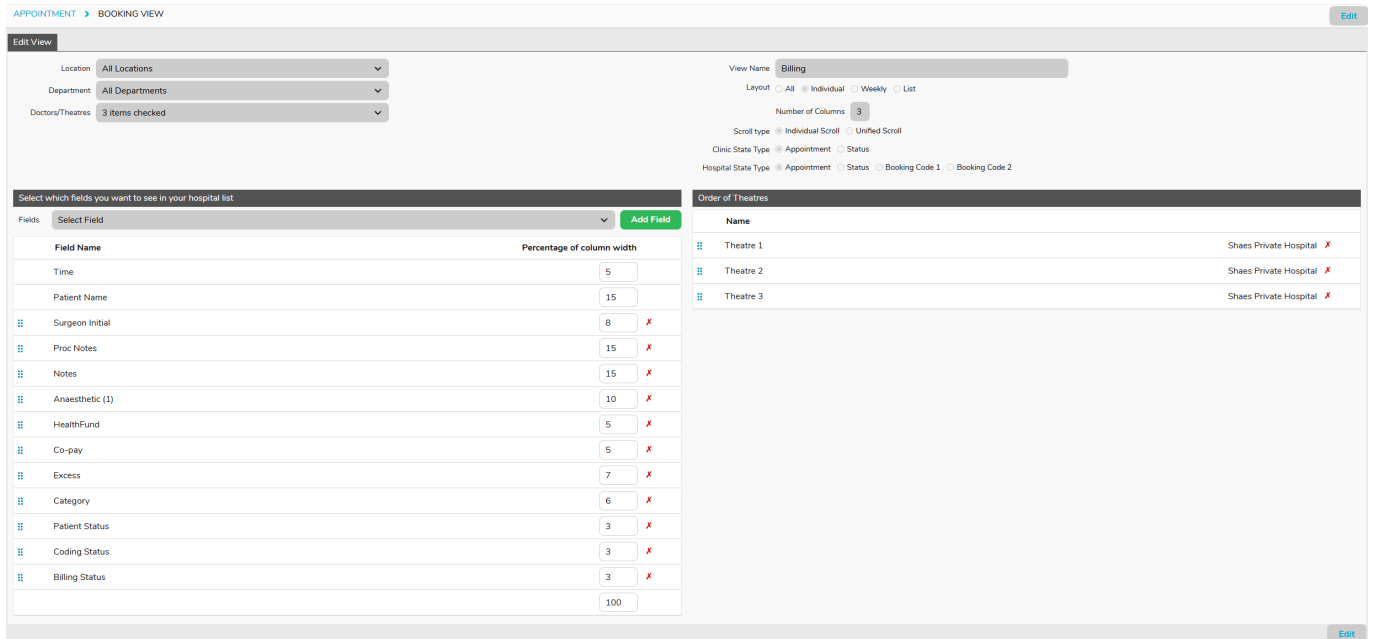 APPOINTMENT > BOOKING VIEW
Edit
Edit View
Location All Locations
Department All Departments
Doctors/Theatres 3 items checked
View Name Billing
Layout All Individual Weekly List
Number of Columns 3
Scroll type Individual Scroll Unified Scroll
Clinic State Type Appointment Status
Hospital State Type Appointment Status Booking Code 1 Booking Code 2
Select which fields you want to see in your hospital list
Fields Select Field Add Field
Field Name Percentage of column width
Time 5
Patient Name 15
Surgeon Initial 8 ✗
Proc Notes 15 ✗
Notes 15 ✗
Anaesthetic (1) 10 ✗
HealthFund 5 ✗
Co-pay 5 ✗
Excess 7 ✗
Category 6 ✗
Patient Status 3 ✗
Coding Status 3 ✗
Billing Status 3 ✗
100
Order of Theatres
Name
Theatre 1 Shaes Private Hospital ✗
Theatre 2 Shaes Private Hospital ✗
Theatre 3 Shaes Private Hospital ✗
Edit